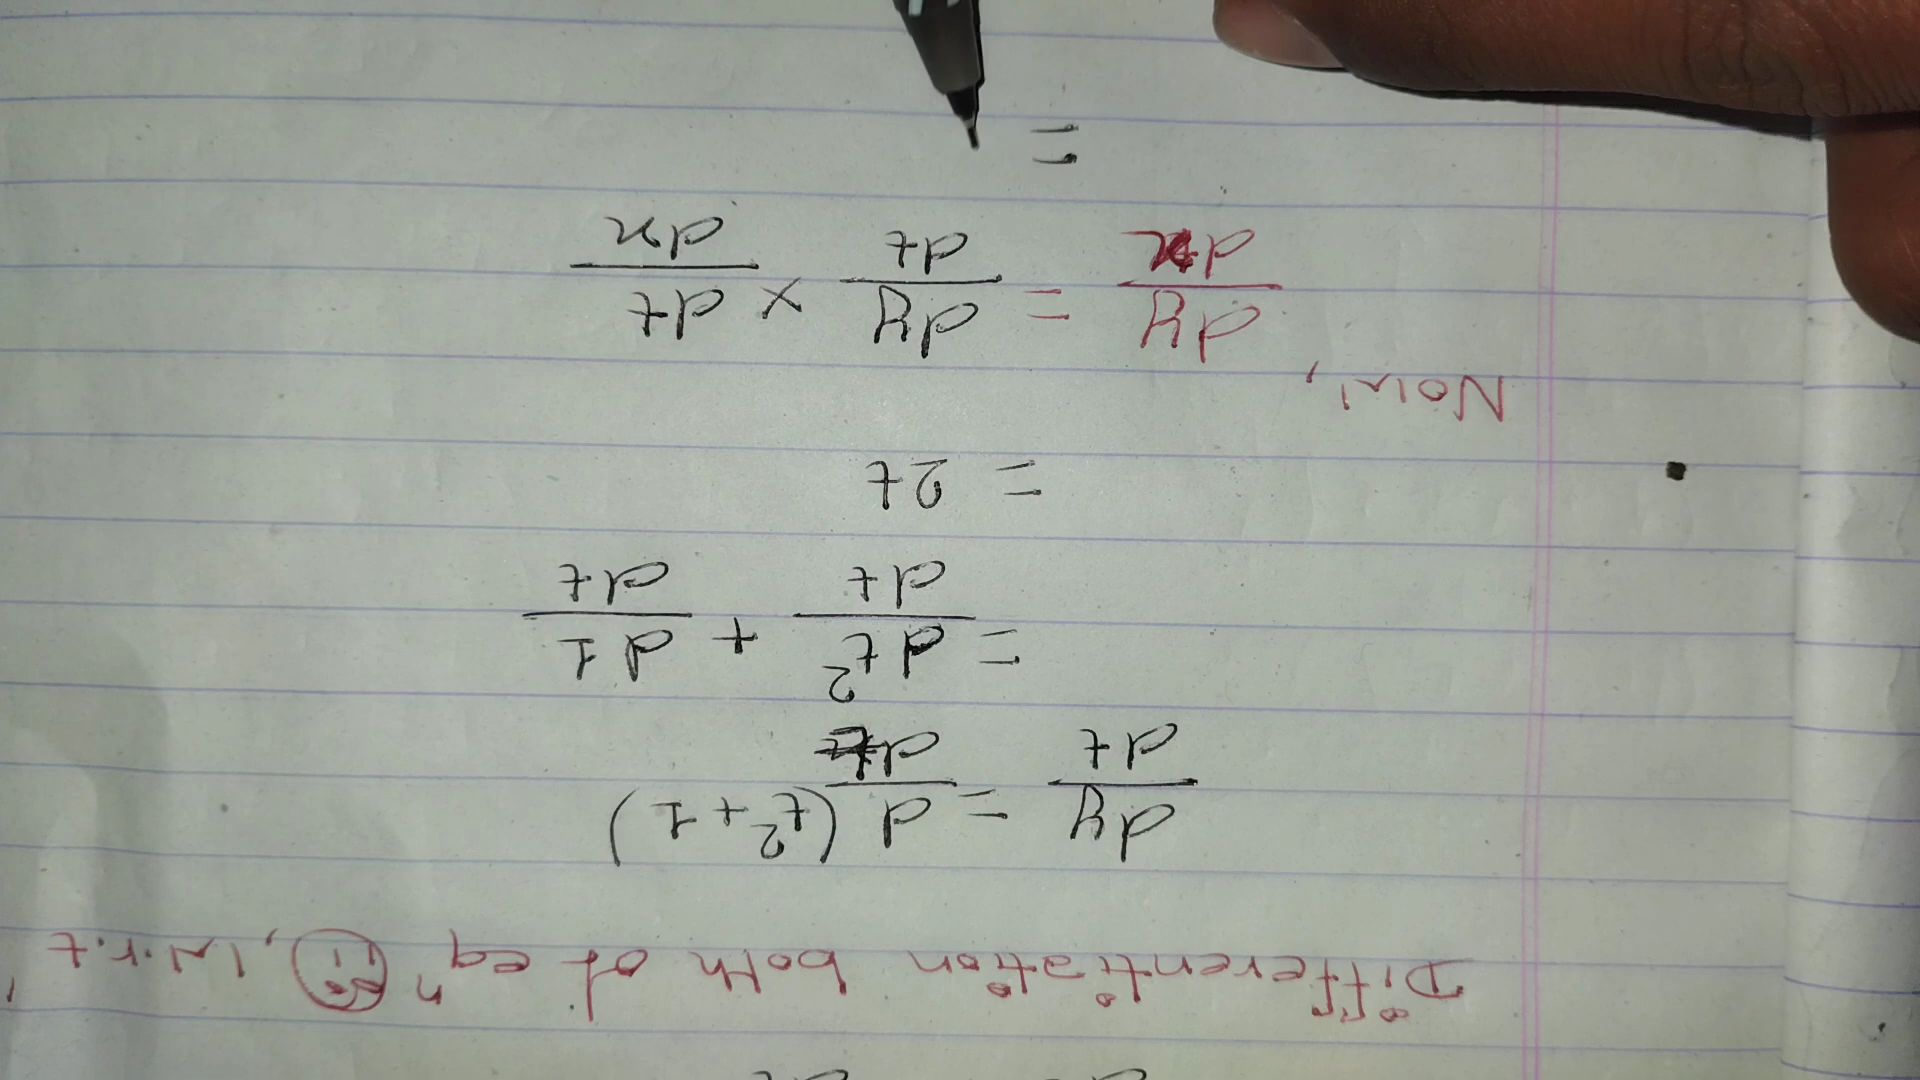 Differentiation both of eqⁿ (ii), w.r.t
dy/dt = d(t²+1)/dt
= dt²/dt + d1/dt
= 2t
Now,
dy/dx = dy/dt × dt/dx
=